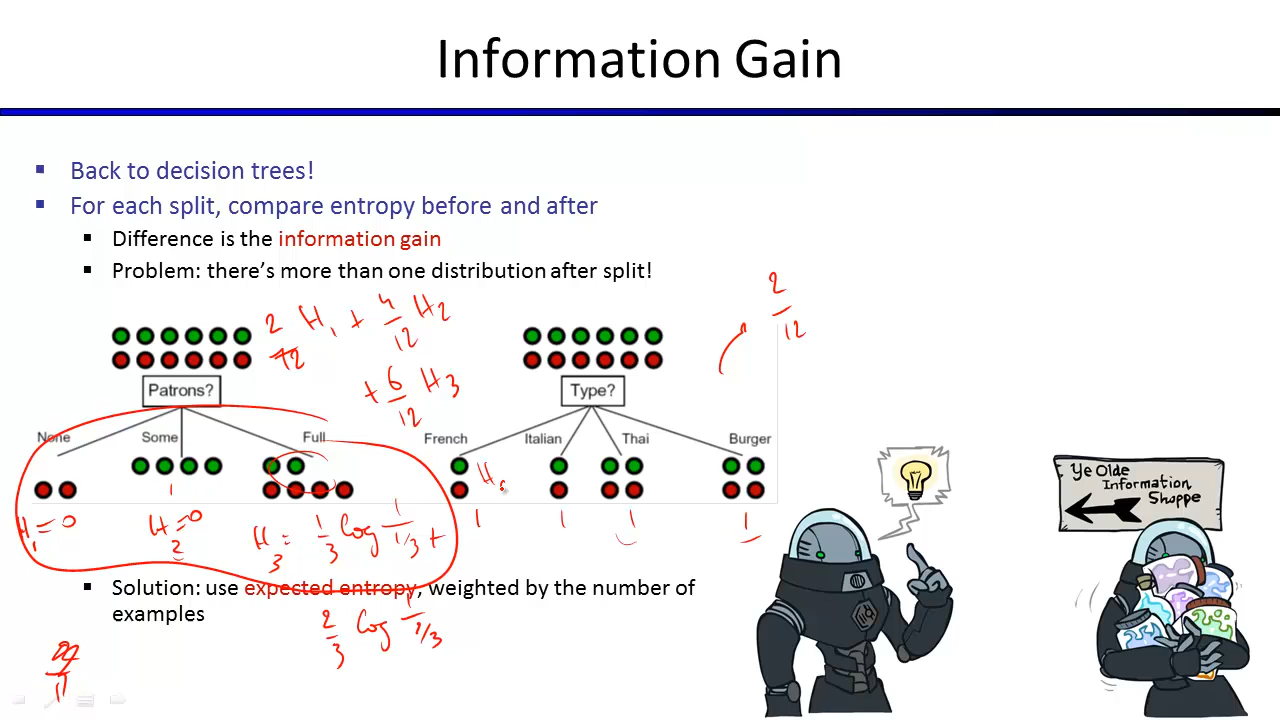 Information Gain
Back to decision trees!
For each split, compare entropy before and after
Difference is the information gain
Problem: there's more than one distribution after split!
2/12 H1 + 4/12 H2
+ 6/12 H3
2/12
Patrons?
Type?
None Some Full
French Italian Thai Burger
H1 = 0
H2 = 0
H3 = 1/3 log 1/1/3 +
2/3 log 1/2/3
1 1 1 1
Solution: use expected entropy, weighted by the number of
examples
Ye Olde
Information
Shoppe